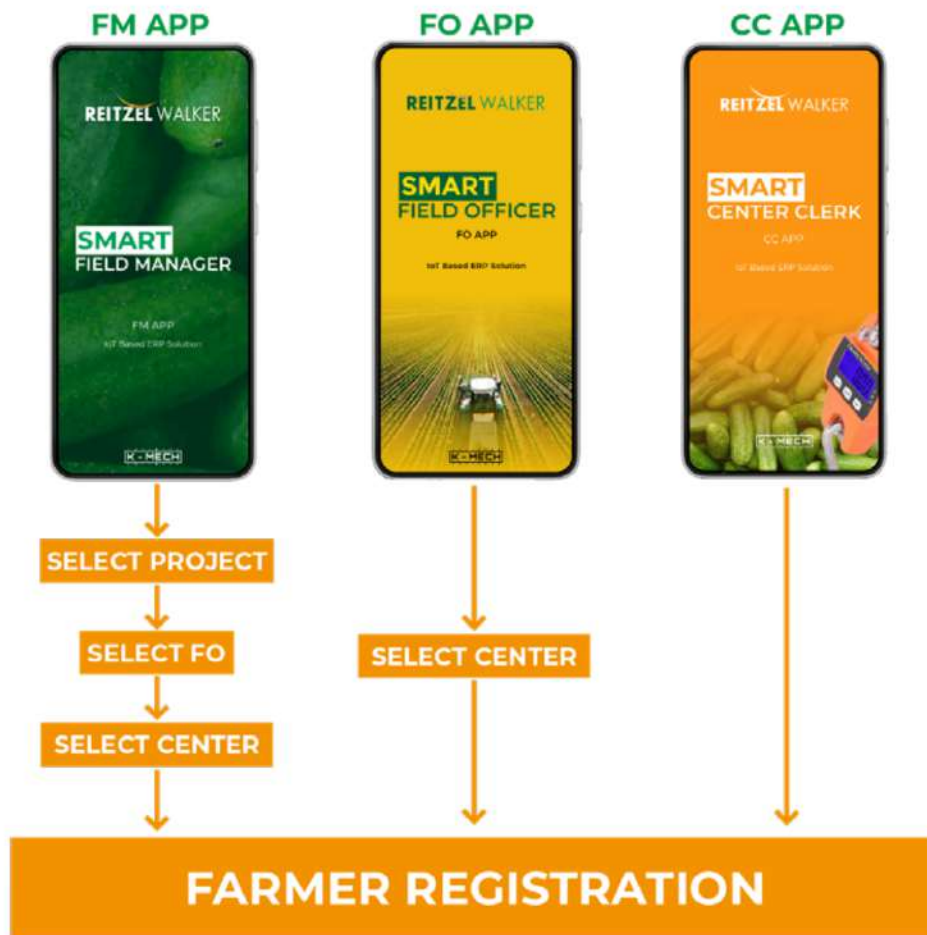 FM APP
FO APP
CC APP
REITZEL WALKER
SMART
FIELD MANAGER
FM APP
IoT Based ERP Solution
K-MECH
REITZEL WALKER
SMART
FIELD OFFICER
FO APP
IoT Based ERP Solution
K-MECH
REITZEL WALKER
SMART
CENTER CLERK
CC APP
IoT Based ERP Solution
K-MECH
SELECT PROJECT
SELECT FO
SELECT CENTER
SELECT CENTER
FARMER REGISTRATION